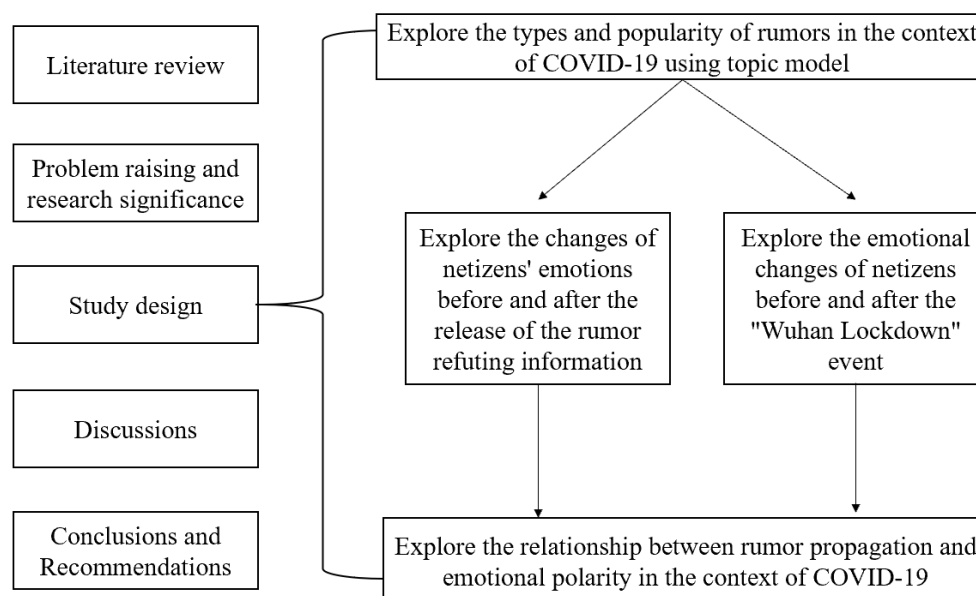 Literature review
Problem raising and
research significance
Study design
Discussions
Conclusions and
Recommendations
Explore the types and popularity of rumors in the context
of COVID-19 using topic model
Explore the changes of
netizens' emotions
before and after the
release of the rumor
refuting information
Explore the emotional
changes of netizens
before and after the
"Wuhan Lockdown"
event
Explore the relationship between rumor propagation and
emotional polarity in the context of COVID-19